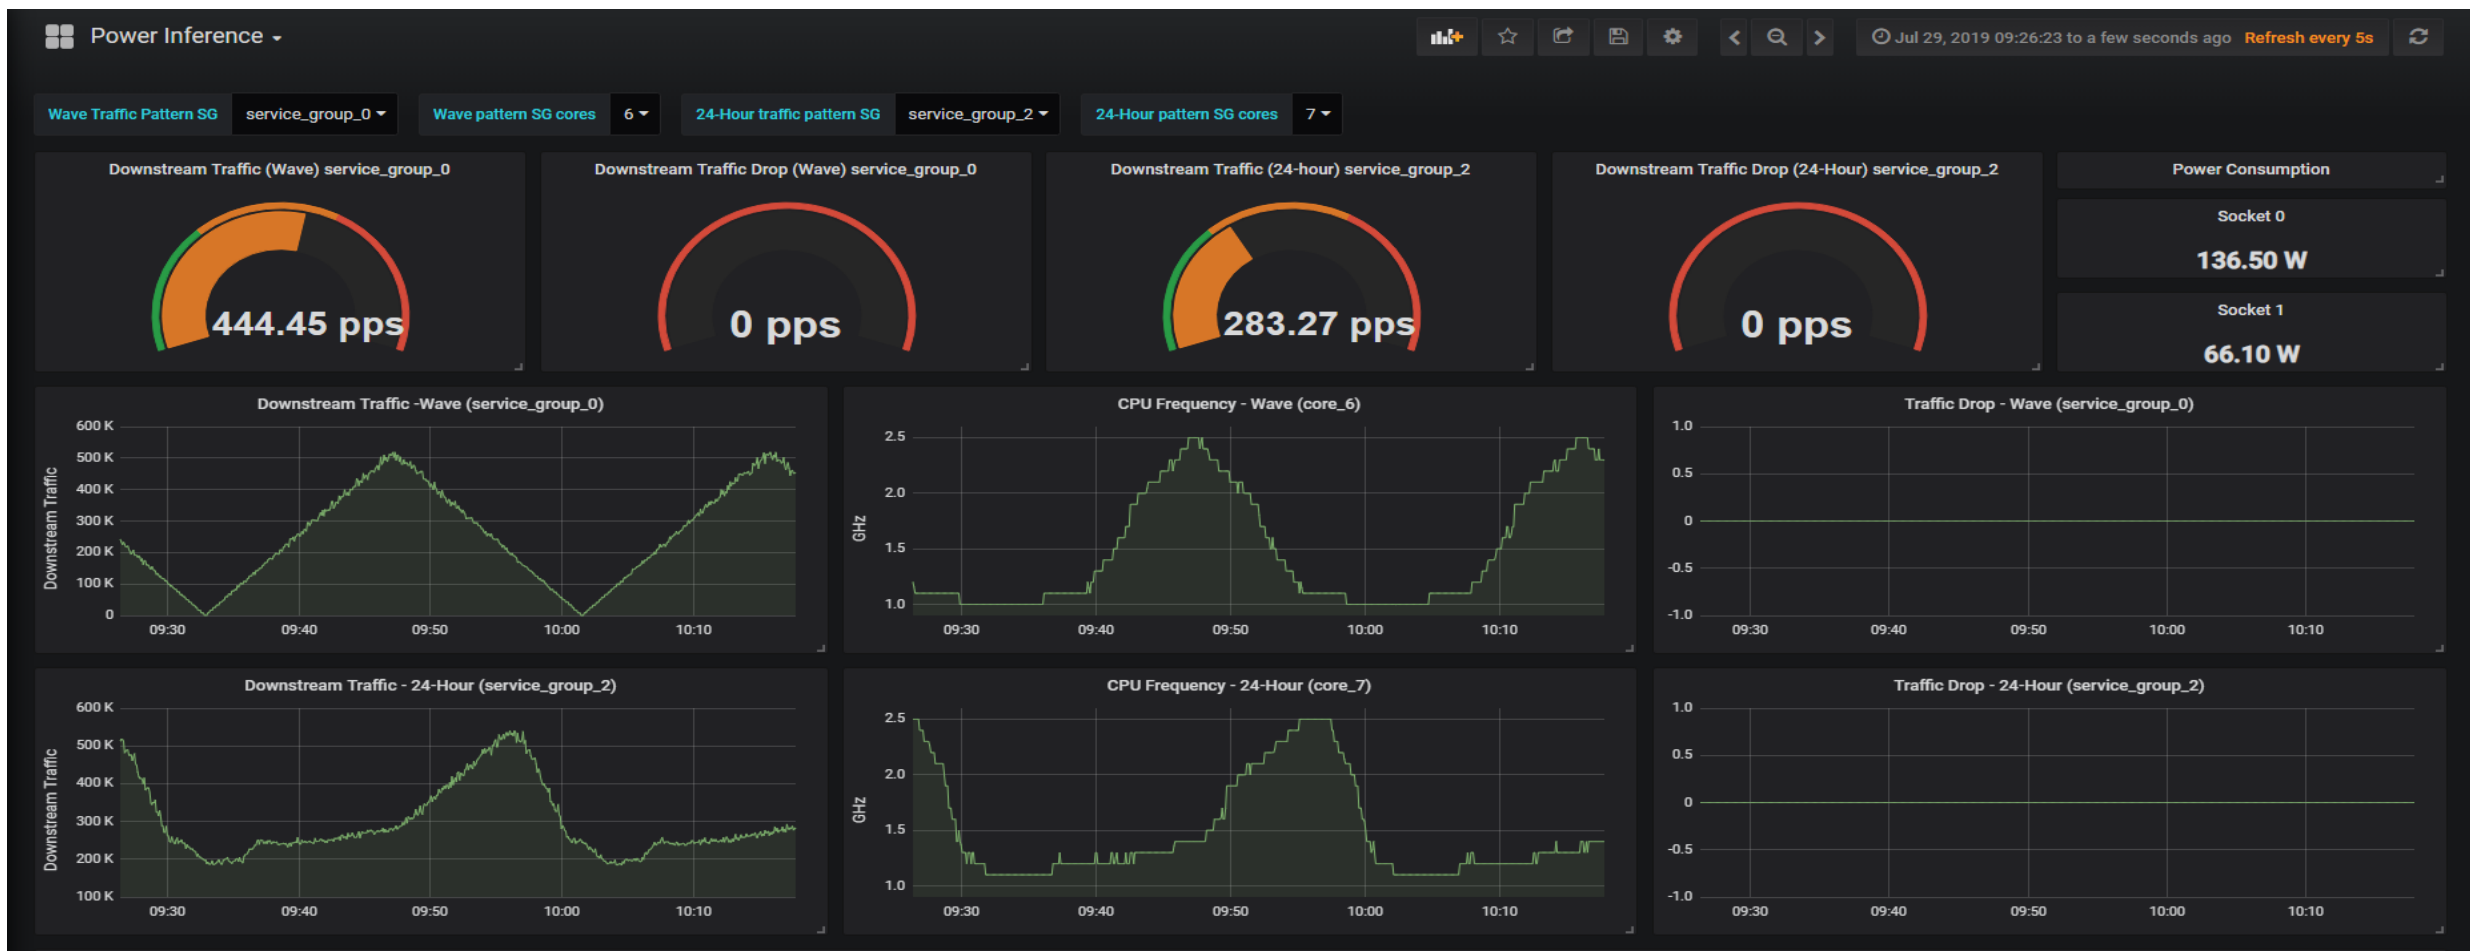 Power Inference
Jul 29, 2019 09:26:23 to a few seconds ago Refresh every 5s
Wave Traffic Pattern SG service_group_0 Wave pattern SG cores 6 24-Hour traffic pattern SG service_group_2 24-Hour pattern SG cores 7
Downstream Traffic (Wave) service_group_0
444.45 pps
Downstream Traffic Drop (Wave) service_group_0
0 pps
Downstream Traffic (24-hour) service_group_2
283.27 pps
Downstream Traffic Drop (24-Hour) service_group_2
0 pps
Power Consumption
Socket 0
136.50 W
Socket 1
66.10 W
Downstream Traffic -Wave (service_group_0)
Downstream Traffic
600 K
500 K
400 K
300 K
200 K
100 K
0
09:30 09:40 09:50 10:00 10:10
CPU Frequency - Wave (core_6)
GHz
2.5
2.0
1.5
1.0
09:30 09:40 09:50 10:00 10:10
Traffic Drop - Wave (service_group_0)
1.0
0.5
0
-0.5
-1.0
09:30 09:40 09:50 10:00 10:10
Downstream Traffic - 24-Hour (service_group_2)
Downstream Traffic
600 K
500 K
400 K
300 K
200 K
100 K
09:30 09:40 09:50 10:00 10:10
CPU Frequency - 24-Hour (core_7)
GHz
2.5
2.0
1.5
1.0
09:30 09:40 09:50 10:00 10:10
Traffic Drop - 24-Hour (service_group_2)
1.0
0.5
0
-0.5
-1.0
09:30 09:40 09:50 10:00 10:10